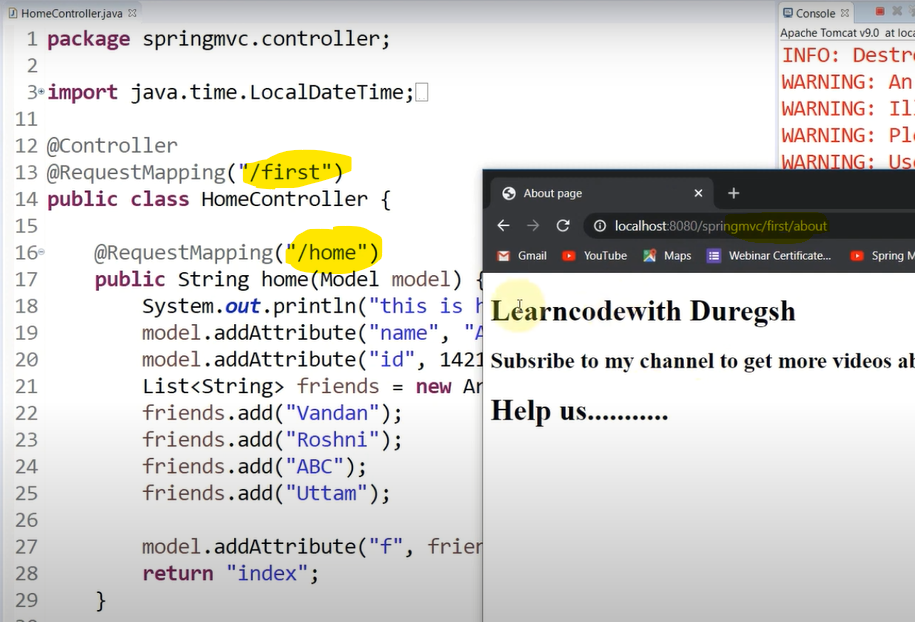 HomeController.java
1 package springmvc.controller;
2
3 import java.time.LocalDateTime;
11
12 @Controller
13 @RequestMapping("/first")
14 public class HomeController {
15
16 @RequestMapping("/home")
17 public String home(Model model) {
18 System.out.println("this is h
19 model.addAttribute("name", "A
20 model.addAttribute("id", 1421
21 List<String> friends = new Ar
22 friends.add("Vandan");
23 friends.add("Roshni");
24 friends.add("ABC");
25 friends.add("Uttam");
26
27 model.addAttribute("f", frien
28 return "index";
29 }
Console
Apache Tomcat v9.0 at loca
INFO: Destro
WARNING: An
WARNING: Il
WARNING: Ple
WARNING: Use
About page
localhost:8080/springmvc/first/about
Gmail YouTube Maps Webinar Certificate... Spring M
Learncodewith Duregsh
Subsribe to my channel to get more videos ab
Help us...........